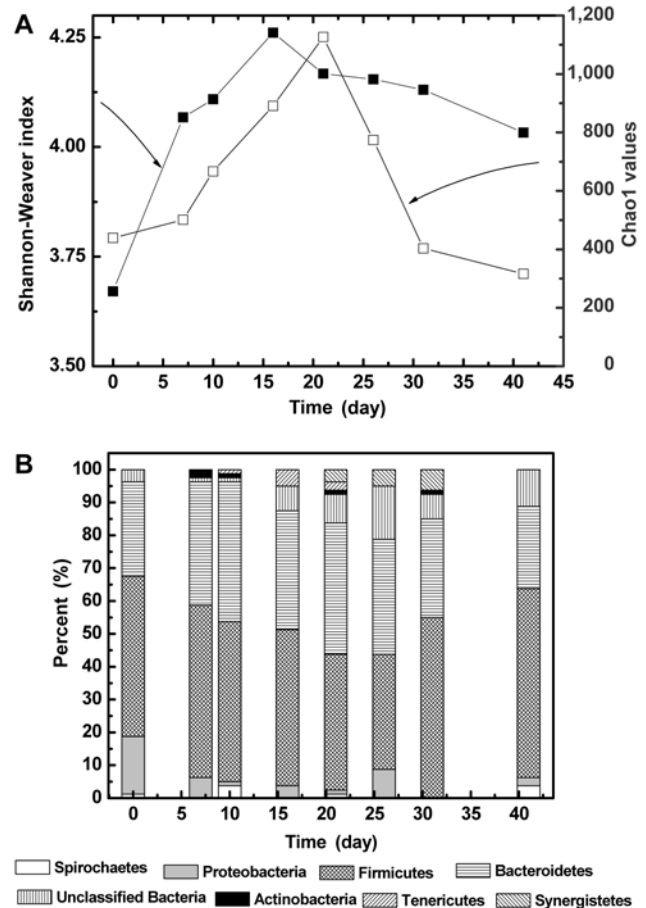 A
4.25
4.00
3.75
3.50
Shannon-Weaver index
1,200
1,000
800
600
400
200
0
Chao1 values
0 5 10 15 20 25 30 35 40 45
Time (day)
B
100
90
80
70
60
50
40
30
20
10
0
Percent (%)
0 5 10 15 20 25 30 35 40
Time (day)
Spirochaetes Proteobacteria Firmicutes Bacteroidetes
Unclassified Bacteria Actinobacteria Tenericutes Synergistetes